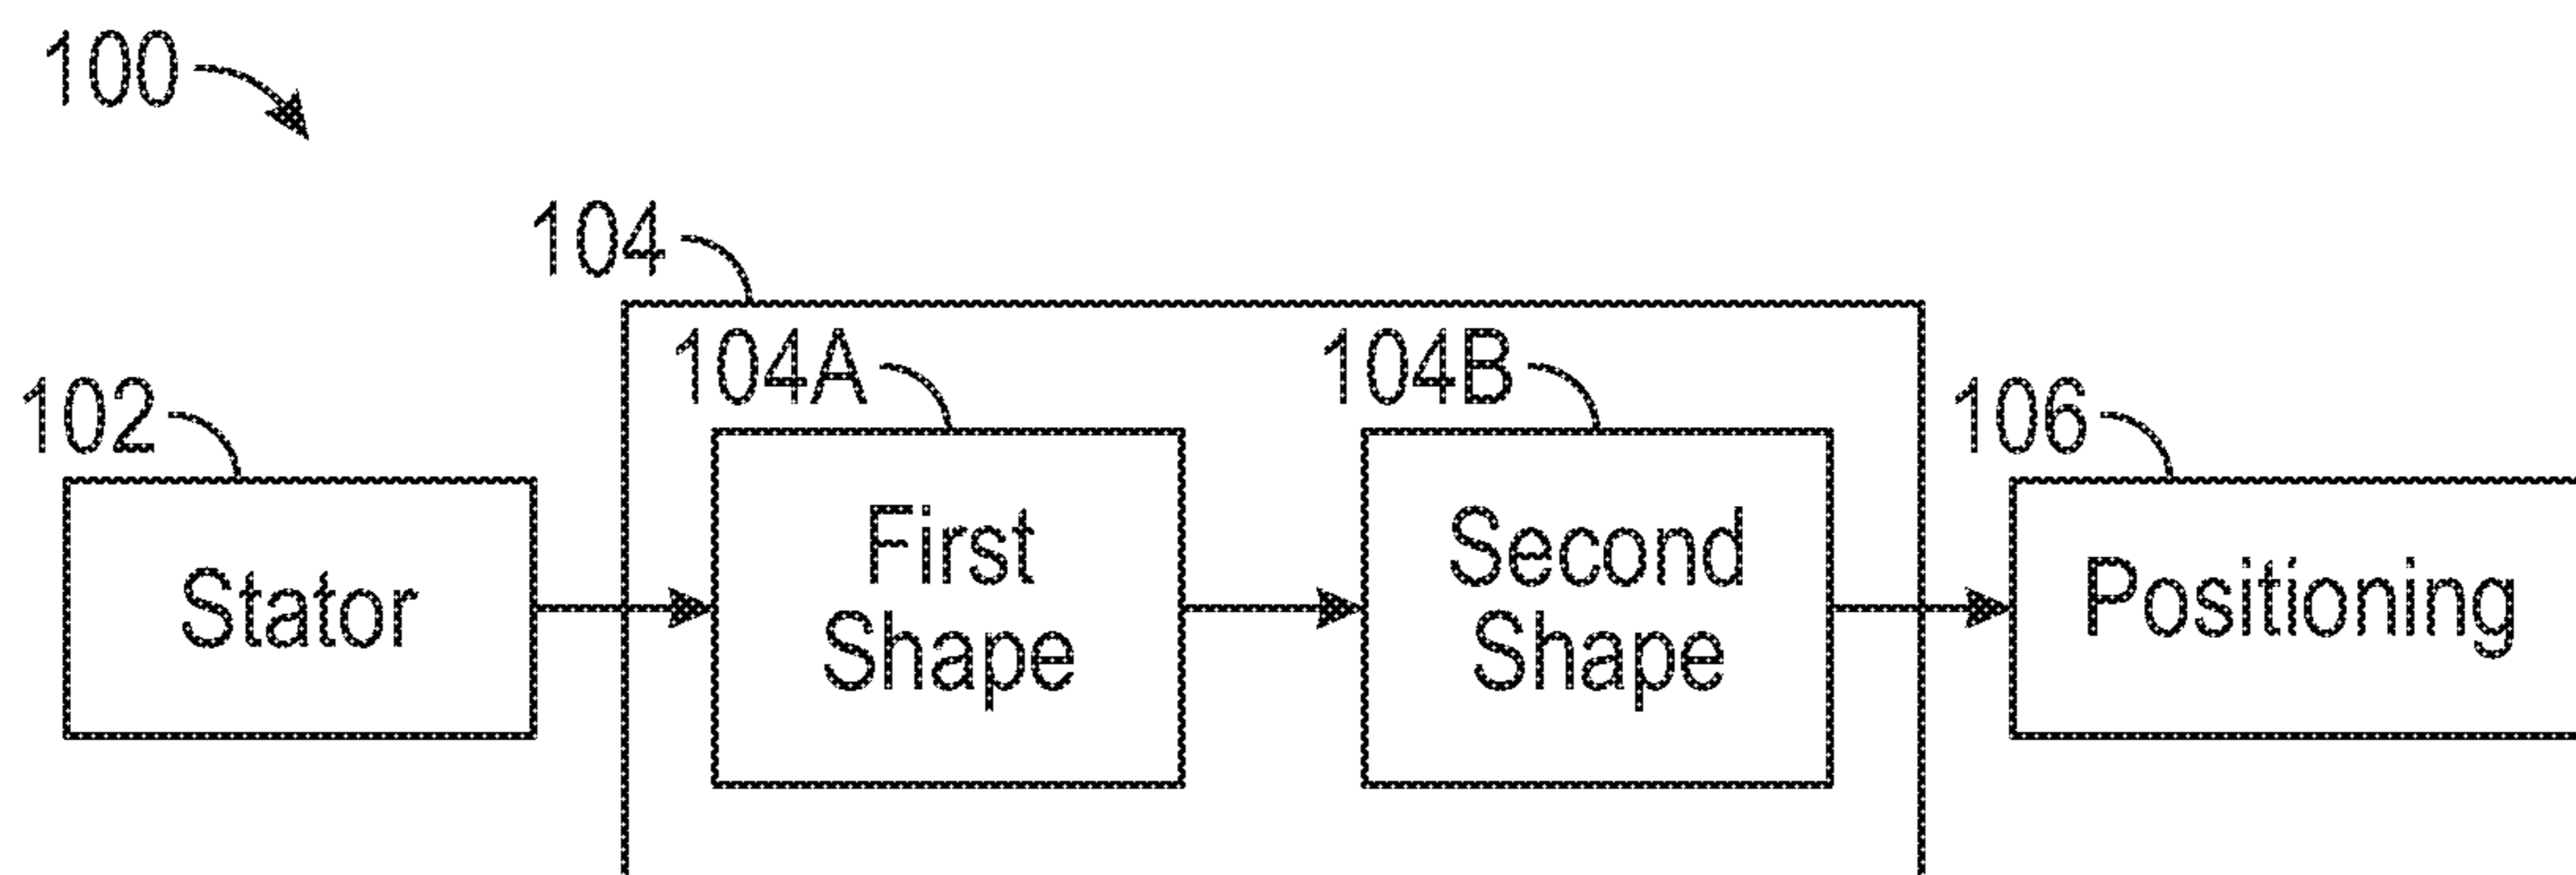 100
104
104A
104B
102
106
Stator
First
Shape
Second
Shape
Positioning